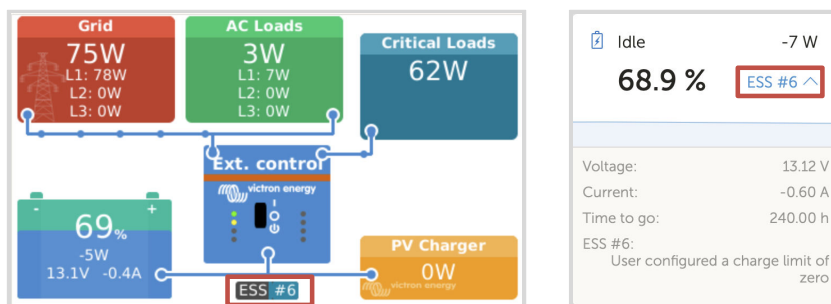 Grid
75W
L1: 78W
L2: 0W
L3: 0W
AC Loads
3W
L1: 7W
L2: 0W
L3: 0W
Critical Loads
62W
Ext. control
victron energy
I
O
- +
69%
-5W
13.1V -0.4A
ESS #6
PV Charger
0W
victron energy
Idle -7 W
68.9 % ESS #6
Voltage: 13.12 V
Current: -0.60 A
Time to go: 240.00 h
ESS #6:
User configured a charge limit of
zero